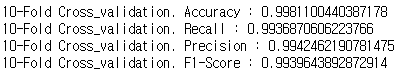 10-Fold Cross_validation. Accuracy : 0.9981100440387178
10-Fold Cross_validation. Recall : 0.9936870606223766
10-Fold Cross_validation. Precision : 0.9942462190781475
10-Fold Cross_validation. F1-Score : 0.9939643892872914